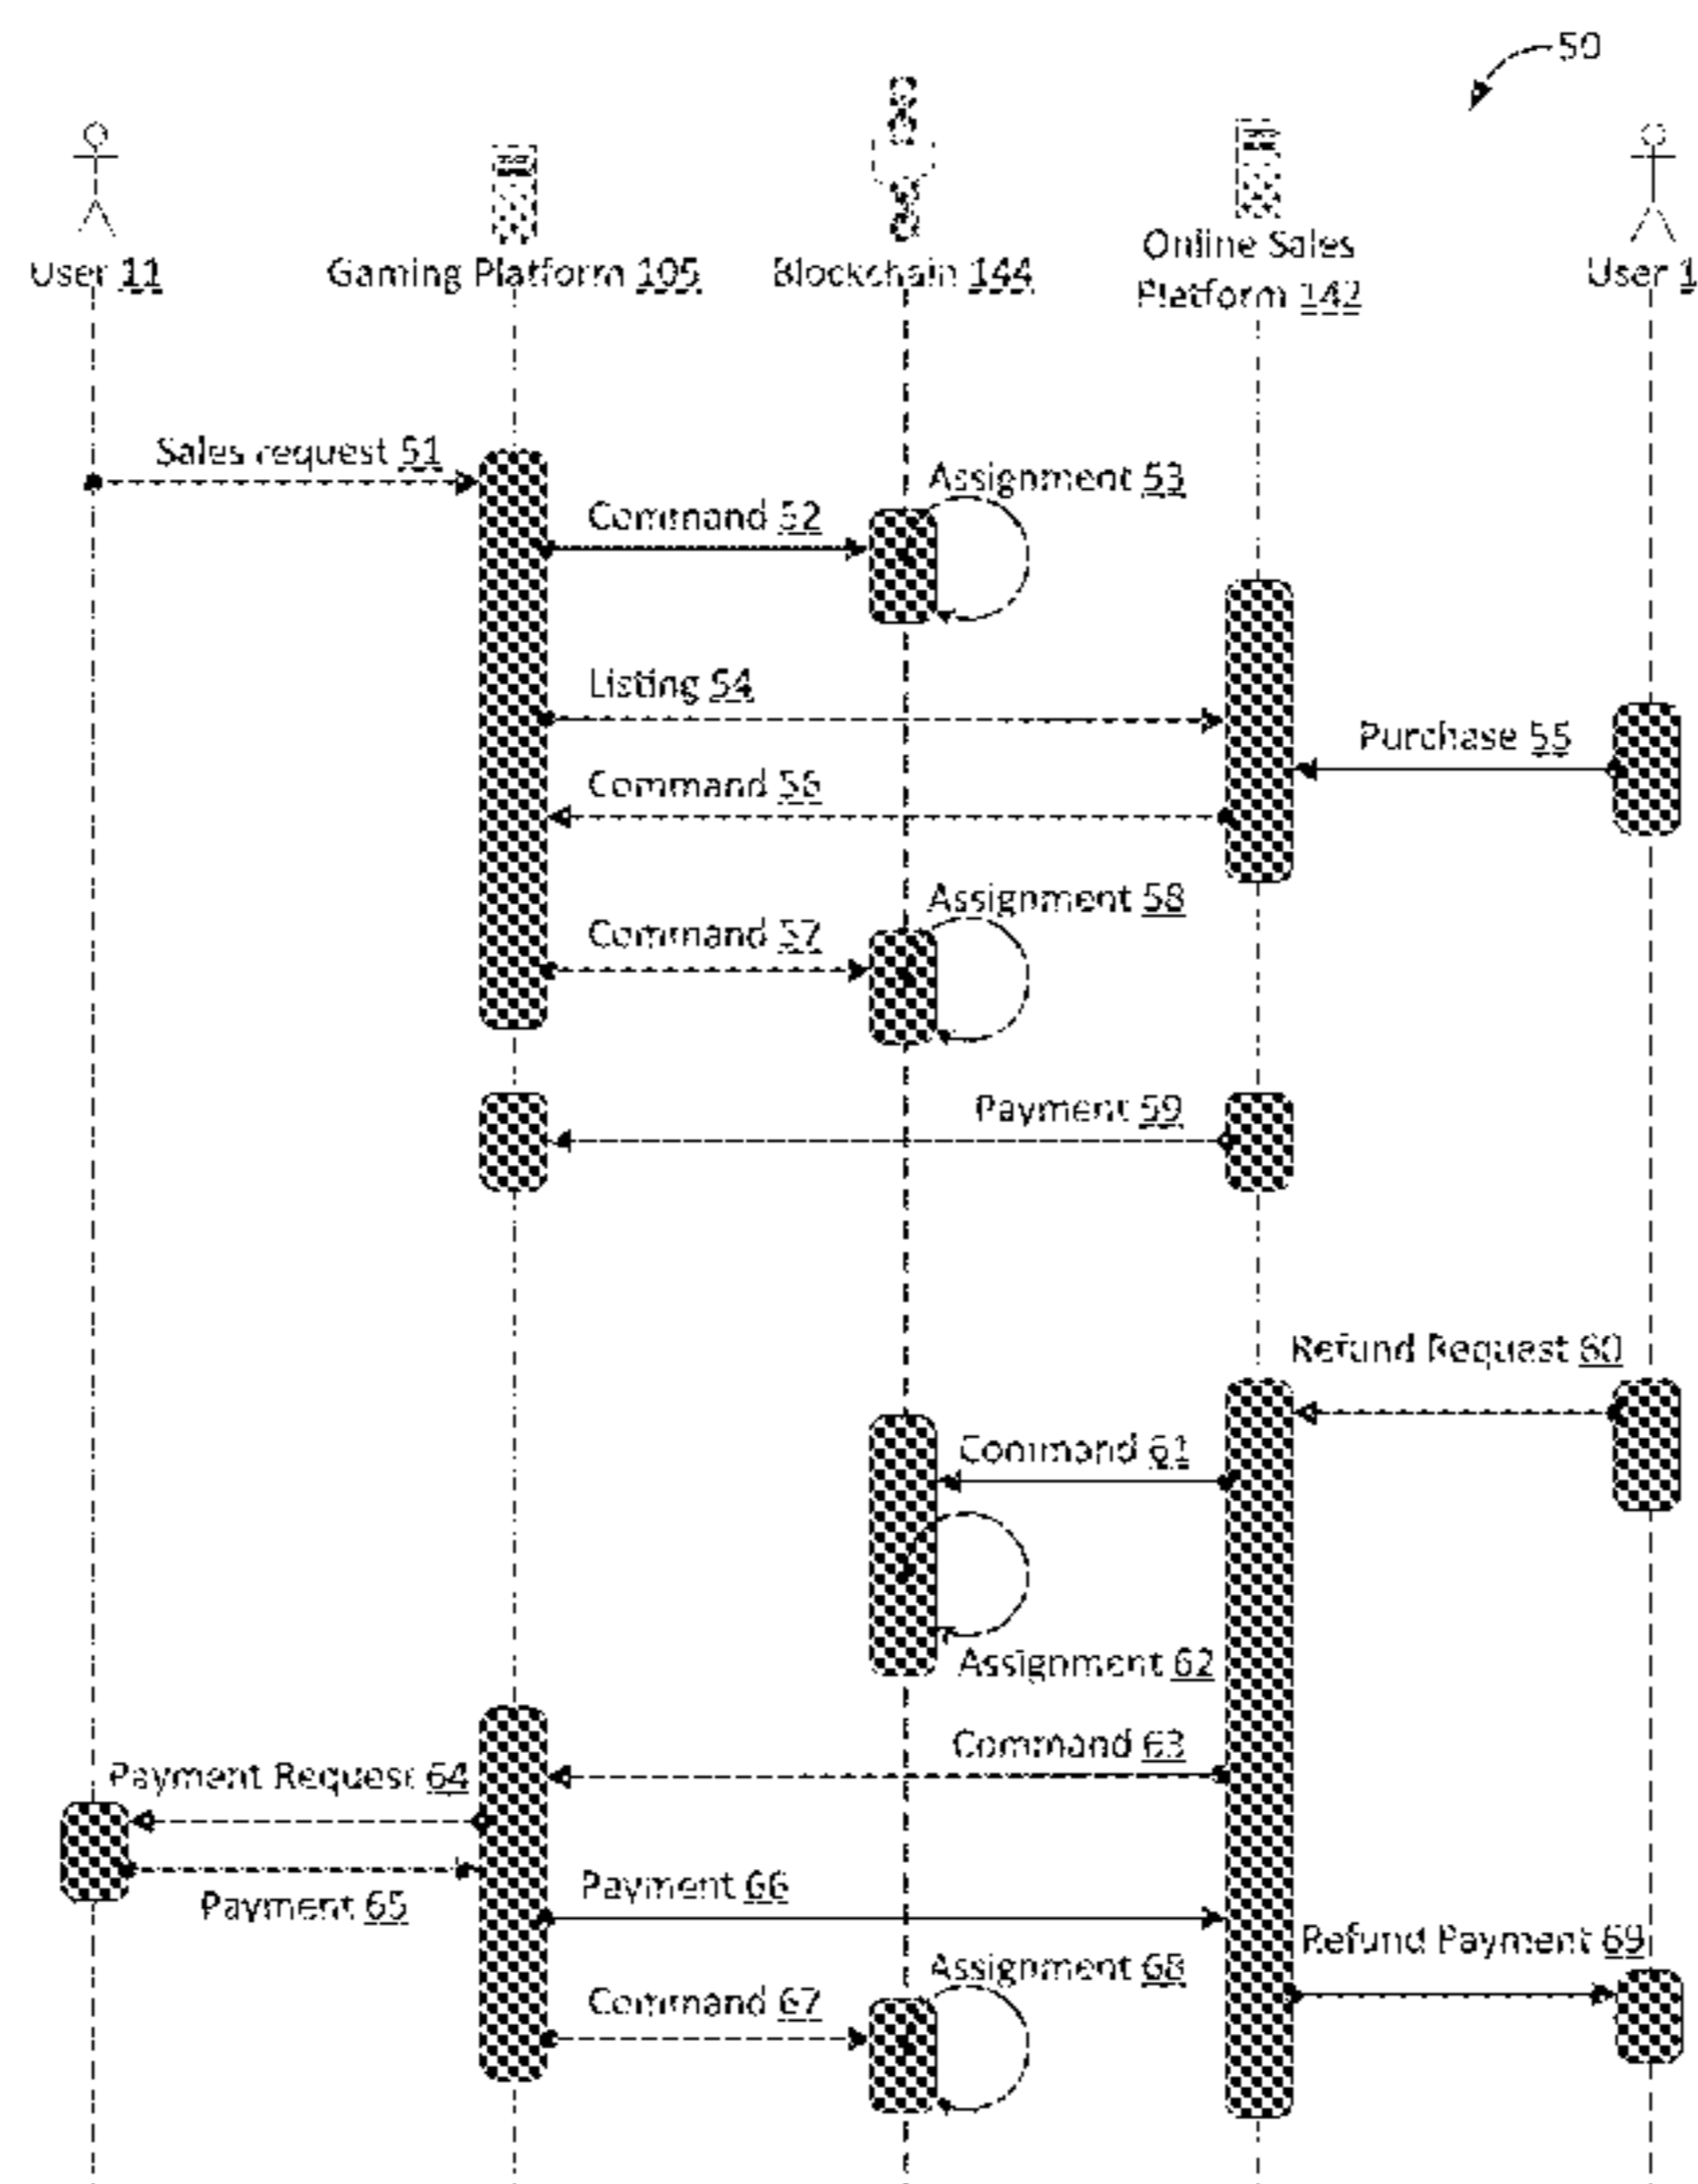 50
User 11
Gaming Platform 105
Blockchain 144
Online Sales
Platform 142
User 1
Sales request 51
Command 52
Assignment 53
Listing 54
Purchase 55
Command 56
Command 57
Assignment 58
Payment 59
Refund Request 60
Command 61
Assignment 62
Command 63
Payment Request 64
Payment 65
Payment 66
Command 67
Assignment 68
Refund Payment 69